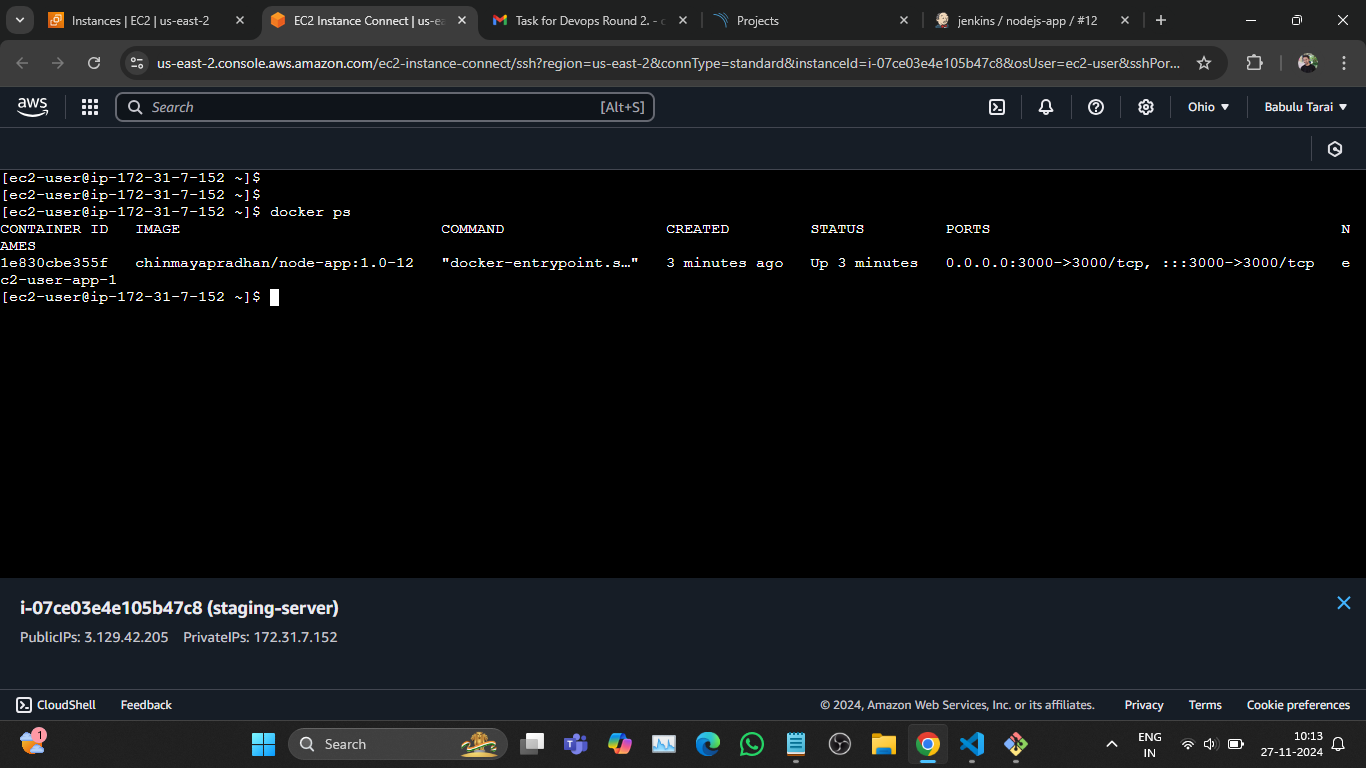 Instances | EC2 | us-east-2
EC2 Instance Connect | us-ea
Task for Devops Round 2. - c
Projects
jenkins / nodejs-app / #12
us-east-2.console.aws.amazon.com/ec2-instance-connect/ssh?region=us-east-2&connType=standard&instanceId=i-07ce03e4e105b47c8&osUser=ec2-user&sshPor...
aws
Search
[Alt+S]
Ohio
Babulu Tarai
[ec2-user@ip-172-31-7-152 ~]$
[ec2-user@ip-172-31-7-152 ~]$
[ec2-user@ip-172-31-7-152 ~]$ docker ps
CONTAINER ID   IMAGE                             COMMAND                  CREATED         STATUS         PORTS                                       N
AMES
1e830cbe355f   chinmayapradhan/node-app:1.0-12   "docker-entrypoint.s…"   3 minutes ago   Up 3 minutes   0.0.0.0:3000->3000/tcp, :::3000->3000/tcp   e
c2-user-app-1
[ec2-user@ip-172-31-7-152 ~]$
i-07ce03e4e105b47c8 (staging-server)
PublicIPs: 3.129.42.205 PrivateIPs: 172.31.7.152
CloudShell
Feedback
© 2024, Amazon Web Services, Inc. or its affiliates.
Privacy
Terms
Cookie preferences
1
Search
ENG
IN
10:13
27-11-2024